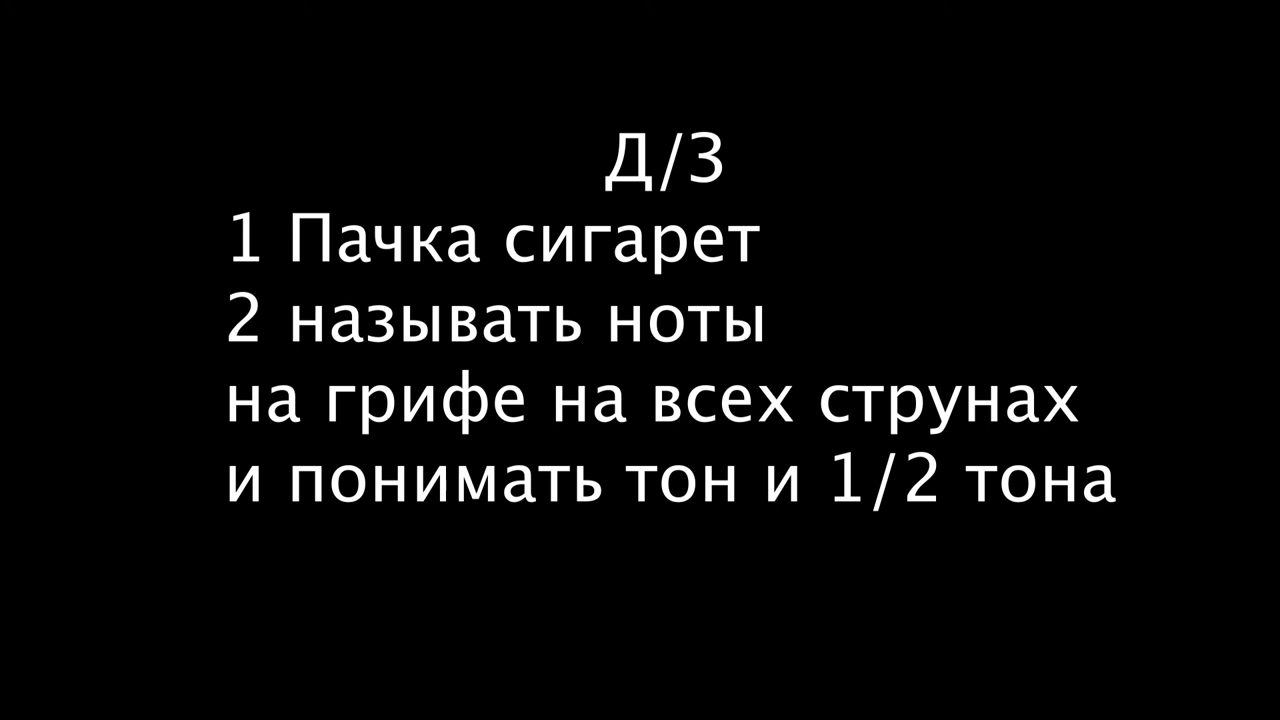 Д/З
1 Пачка сигарет
2 называть ноты
на грифе на всех струнах
и понимать тон и 1/2 тона